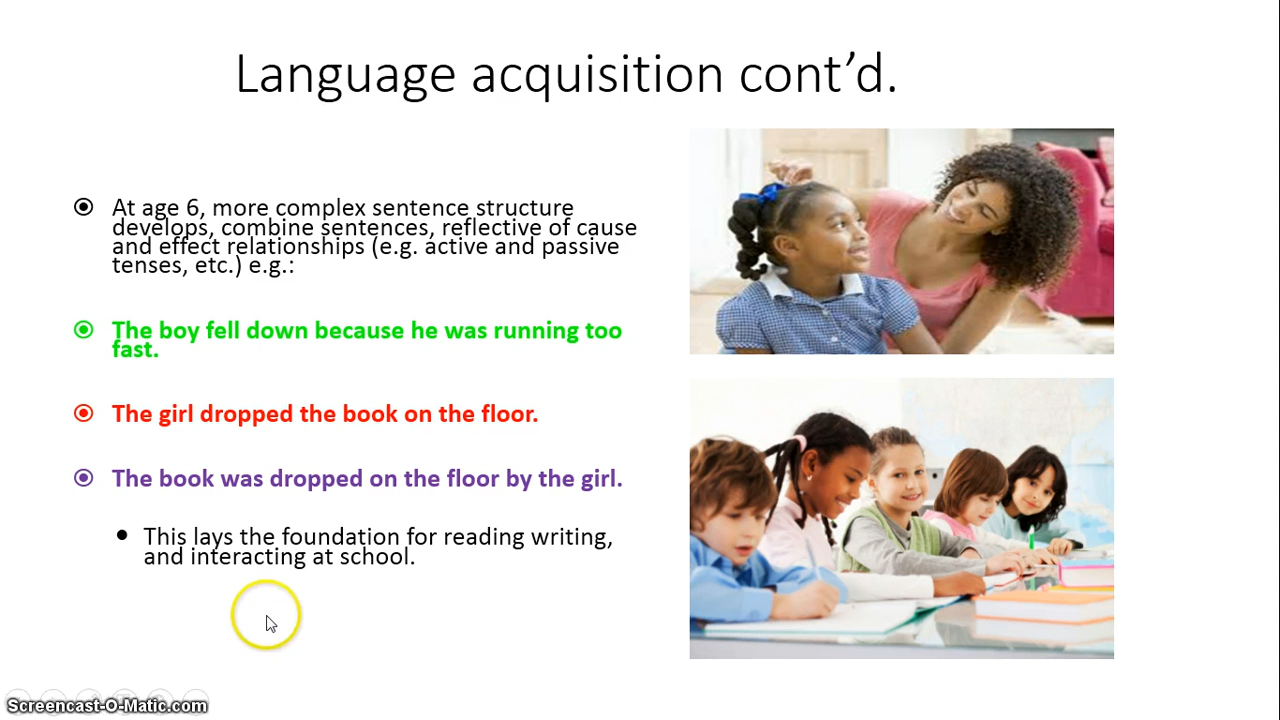 Language acquisition cont’d.
At age 6, more complex sentence structure
develops, combine sentences, reflective of cause
and effect relationships (e.g. active and passive
tenses, etc.) e.g.:
The boy fell down because he was running too
fast.
The girl dropped the book on the floor.
The book was dropped on the floor by the girl.
This lays the foundation for reading writing,
and interacting at school.
Screencast-O-Matic.com